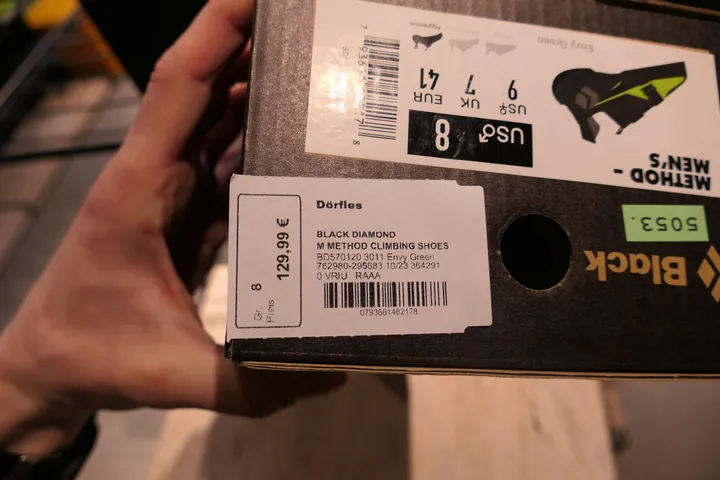 Dörfles
BLACK DIAMOND
M METHOD CLIMBING SHOES
BD570120 3011 Envy Green
762980-295683 10/23 364291
0 VRIU RAAA
0793661482178
Gr. 8
Preis 129,99 €
METHOD -
MEN'S
US♂ 8
US♀ 9
UK 7
EUR 41
Envy Green
Aggressive
5053.
Black